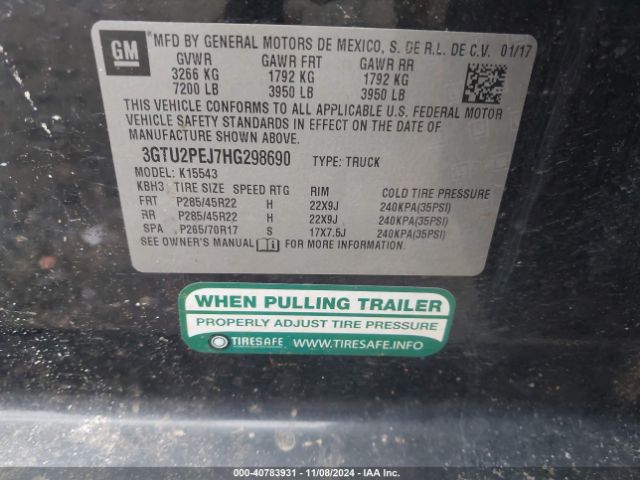 GM
MFD BY GENERAL MOTORS DE MEXICO, S. DE R.L. DE C.V. 01/17
GVWR GAWR FRT GAWR RR
3266 KG 1792 KG 1792 KG
7200 LB 3950 LB 3950 LB
THIS VEHICLE CONFORMS TO ALL APPLICABLE U.S. FEDERAL MOTOR
VEHICLE SAFETY STANDARDS IN EFFECT ON THE DATE OF
MANUFACTURE SHOWN ABOVE.
3GTU2PEJ7HG298690 TYPE: TRUCK
MODEL: K15543
KBH3 TIRE SIZE SPEED RTG RIM COLD TIRE PRESSURE
FRT P285/45R22 H 22X9J 240KPA(35PSI)
RR P285/45R22 H 22X9J 240KPA(35PSI)
SPA P265/70R17 S 17X7.5J 240KPA(35PSI)
SEE OWNER'S MANUAL FOR MORE INFORMATION.
WHEN PULLING TRAILER
PROPERLY ADJUST TIRE PRESSURE
TIRESAFE WWW.TIRESAFE.INFO
000-40783931 - 11/08/2024 - IAA Inc.